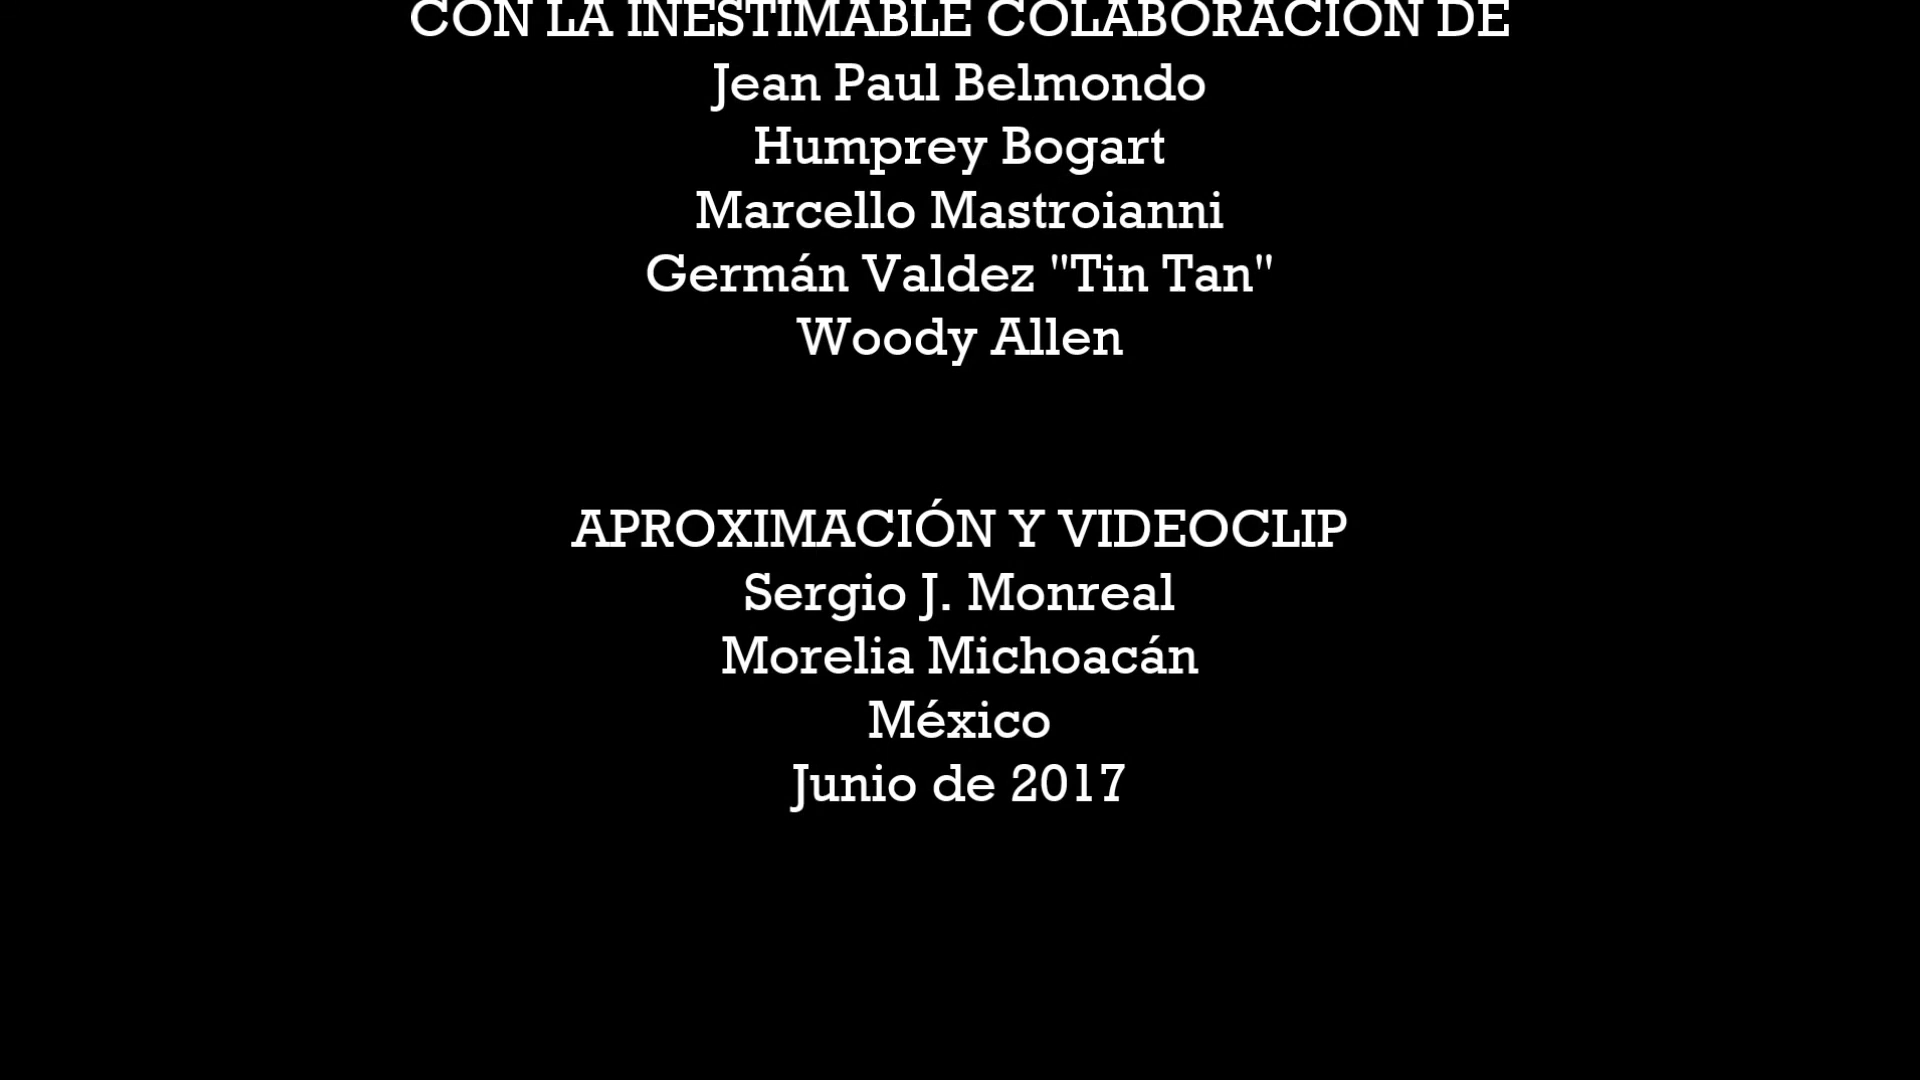 CON LA INESTIMABLE COLABORACIÓN DE
Jean Paul Belmondo
Humprey Bogart
Marcello Mastroianni
Germán Valdez "Tin Tan"
Woody Allen
APROXIMACIÓN Y VIDEOCLIP
Sergio J. Monreal
Morelia Michoacán
México
Junio de 2017